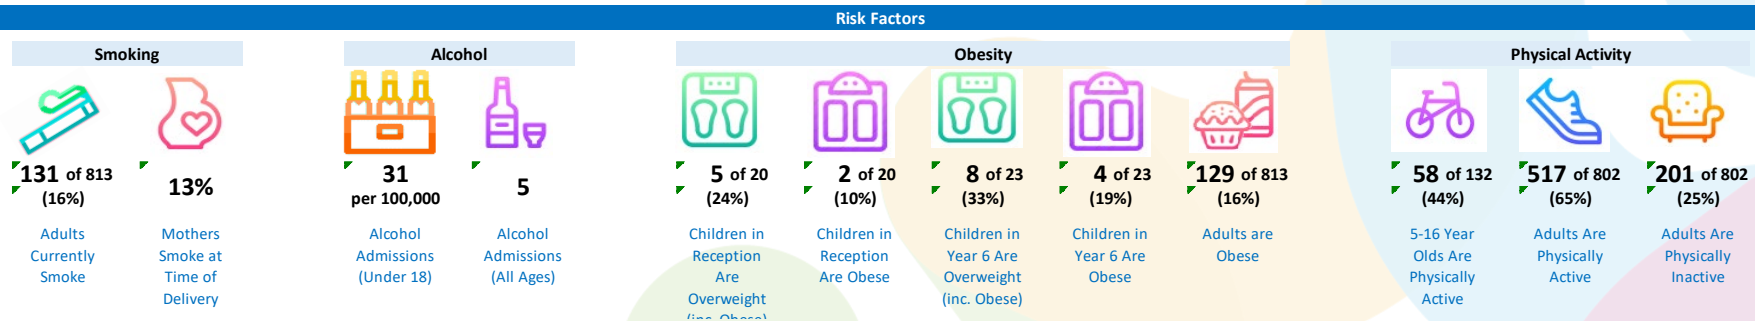 Risk Factors
Smoking
Alcohol
Obesity
Physical Activity
131 of 813
(16%)
Adults
Currently
Smoke
13%
Mothers
Smoke at
Time of
Delivery
31
per 100,000
Alcohol
Admissions
(Under 18)
5
Alcohol
Admissions
(All Ages)
5 of 20
(24%)
Children in
Reception
Are
Overweight
(inc. Obese)
2 of 20
(10%)
Children in
Reception
Are Obese
8 of 23
(33%)
Children in
Year 6 Are
Overweight
(inc. Obese)
4 of 23
(19%)
Children in
Year 6 Are
Obese
129 of 813
(16%)
Adults are
Obese
58 of 132
(44%)
5-16 Year
Olds Are
Physically
Active
517 of 802
(65%)
Adults Are
Physically
Active
201 of 802
(25%)
Adults Are
Physically
Inactive